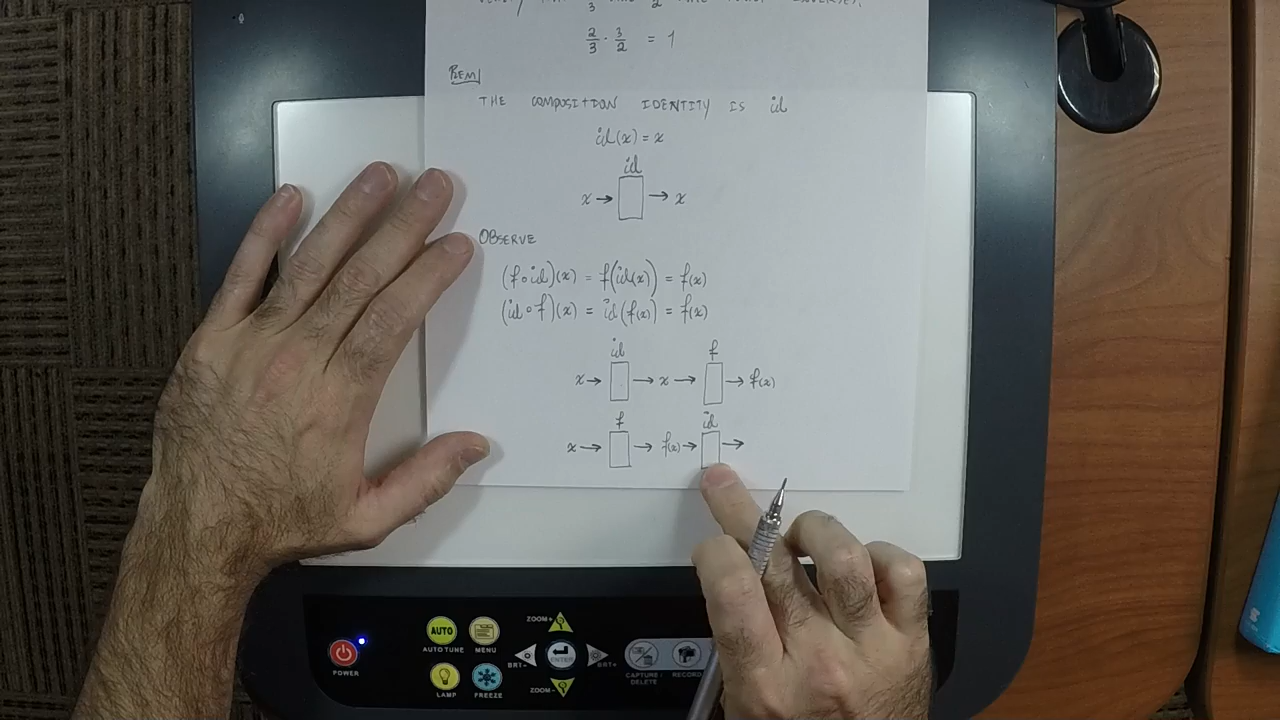 2/3 · 3/2 = 1
REM
THE COMPOSITION IDENTITY IS id
id(x) = x
id
x → → x
OBSERVE
(f ∘ id)(x) = f(id(x)) = f(x)
(id ∘ f)(x) = id(f(x)) = f(x)
id f
x → → x → → f(x)
f id
x → → f(x) → →
AUTO
AUTO TUNE
MENU
ZOOM+
ENTER
BRT-
BRT+
POWER
LAMP
FREEZE
ZOOM-
CAPTURE / DELETE
RECORD